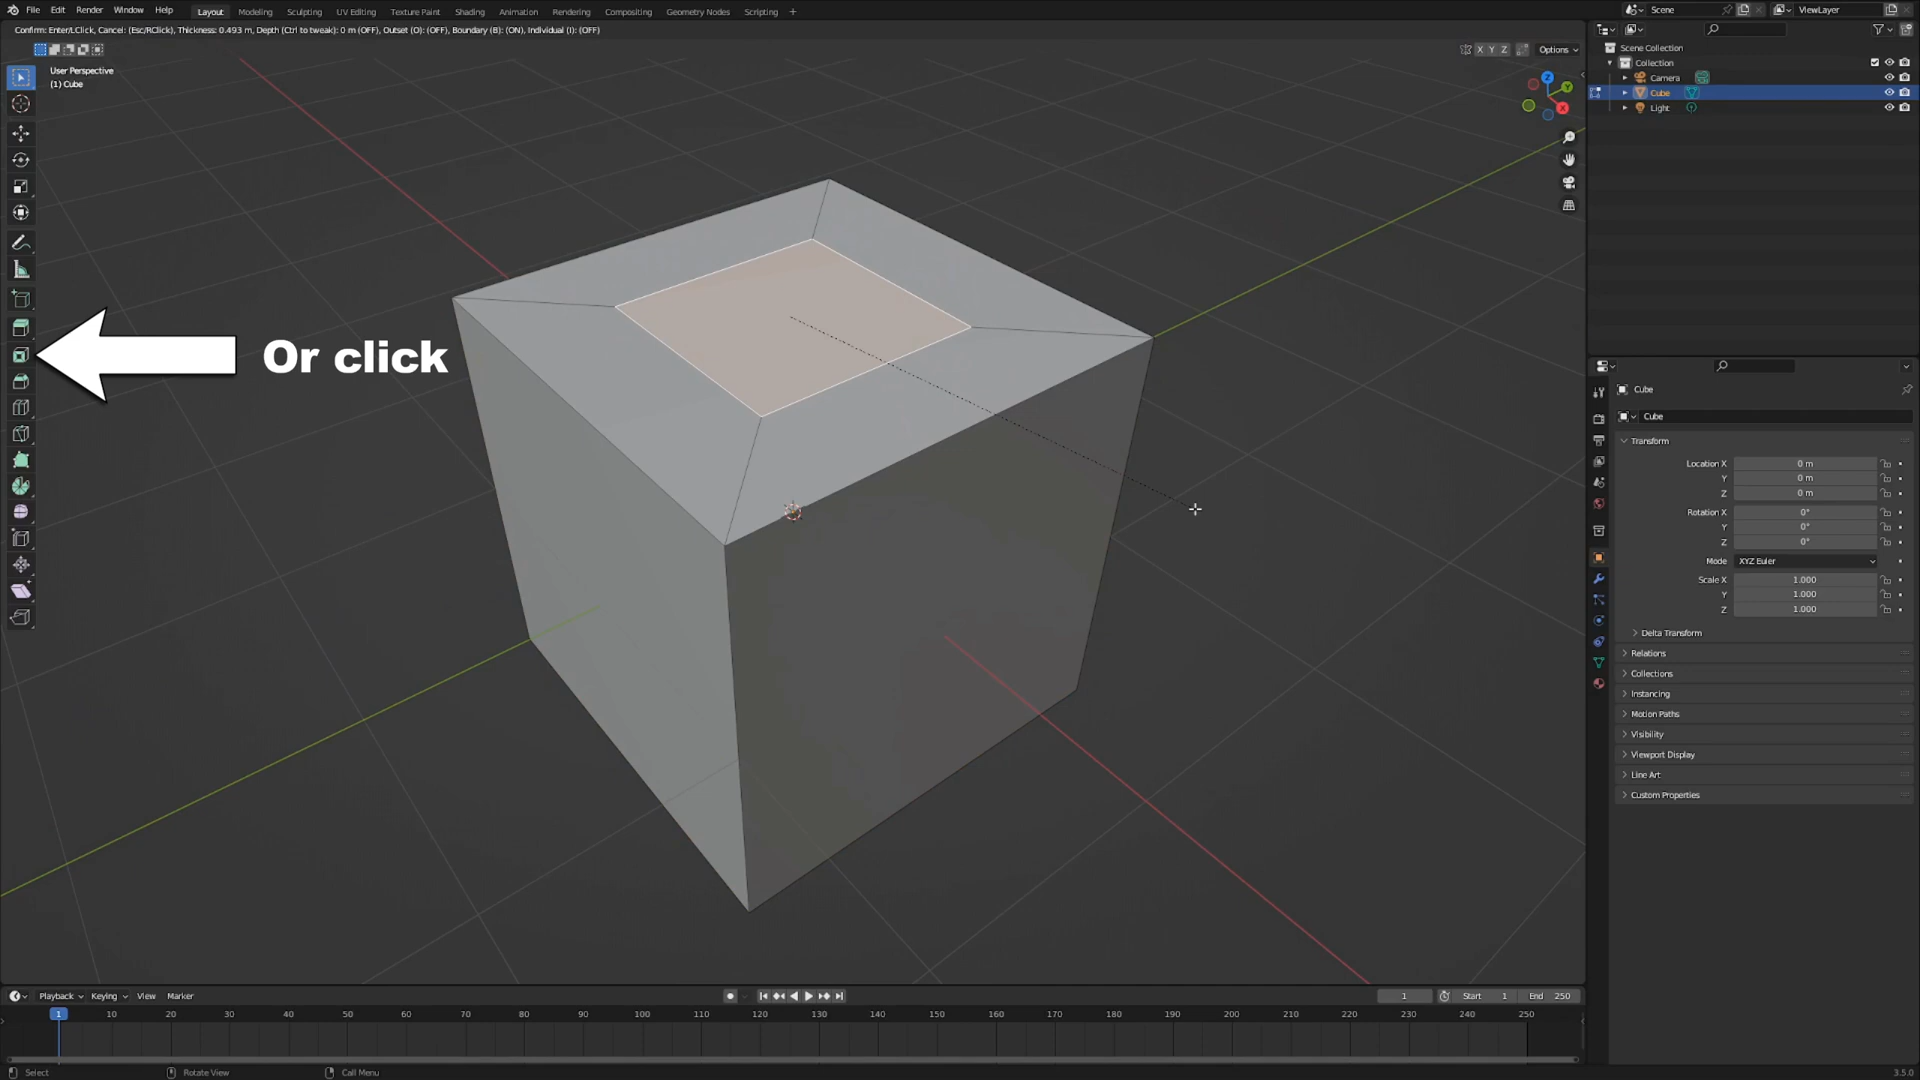 File Edit Render Window Help Layout Modeling Sculpting UV Editing Texture Paint Shading Animation Rendering Compositing Geometry Nodes Scripting + Scene ViewLayer
Confirm: Enter/LClick, Cancel: (Esc/RClick), Thickness: 0.493 m, Depth (Ctrl to tweak): 0 m (OFF), Outset (O): (OFF), Boundary (B): (ON), Individual (I): (OFF)
X Y Z Options
User Perspective
(1) Cube
Z
Y
X
Or click
Scene Collection
Collection
Camera
Cube
Light
Cube
Cube
Transform
Location X 0 m
Y 0 m
Z 0 m
Rotation X 0°
Y 0°
Z 0°
Mode XYZ Euler
Scale X 1.000
Y 1.000
Z 1.000
Delta Transform
Relations
Collections
Instancing
Motion Paths
Visibility
Viewport Display
Line Art
Custom Properties
Playback Keying View Marker 1 Start 1 End 250
1 10 20 30 40 50 60 70 80 90 100 110 120 130 140 150 160 170 180 190 200 210 220 230 240 250
Select Rotate View Call Menu 3.5.0